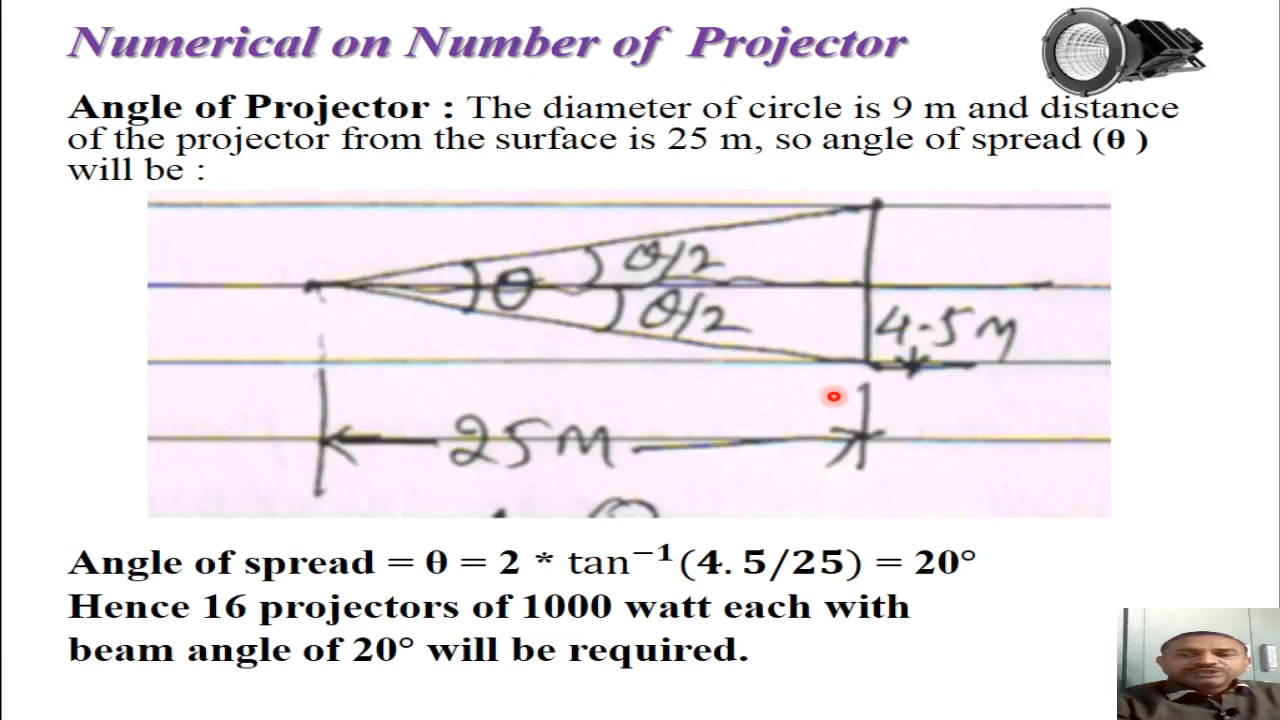 Numerical on Number of Projector
Angle of Projector : The diameter of circle is 9 m and distance
of the projector from the surface is 25 m, so angle of spread (θ )
will be :
θ/2
θ
θ/2
4.5 M
25 M
Angle of spread = θ = 2 * tan⁻¹(4. 5/25) = 20°
Hence 16 projectors of 1000 watt each with
beam angle of 20° will be required.